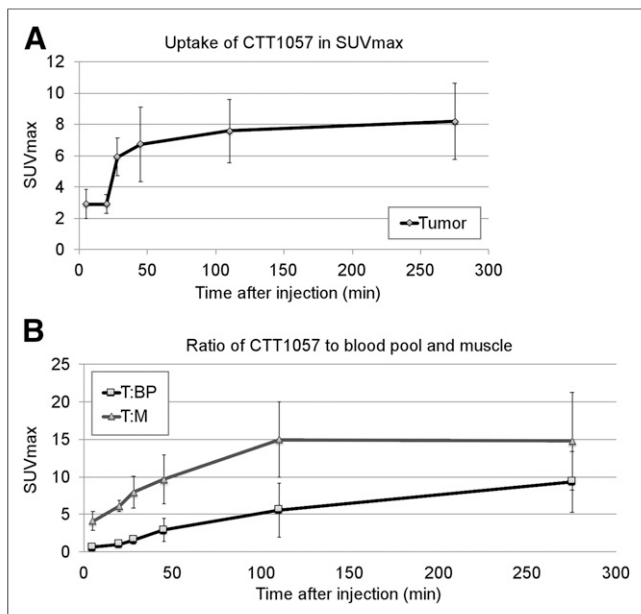 A
Uptake of CTT1057 in SUVmax
12
10
8
6
4
2
0
SUVmax
Tumor
0 50 100 150 200 250 300
Time after injection (min)
B
Ratio of CTT1057 to blood pool and muscle
25
20
15
10
5
0
SUVmax
T:BP
T:M
0 50 100 150 200 250 300
Time after injection (min)